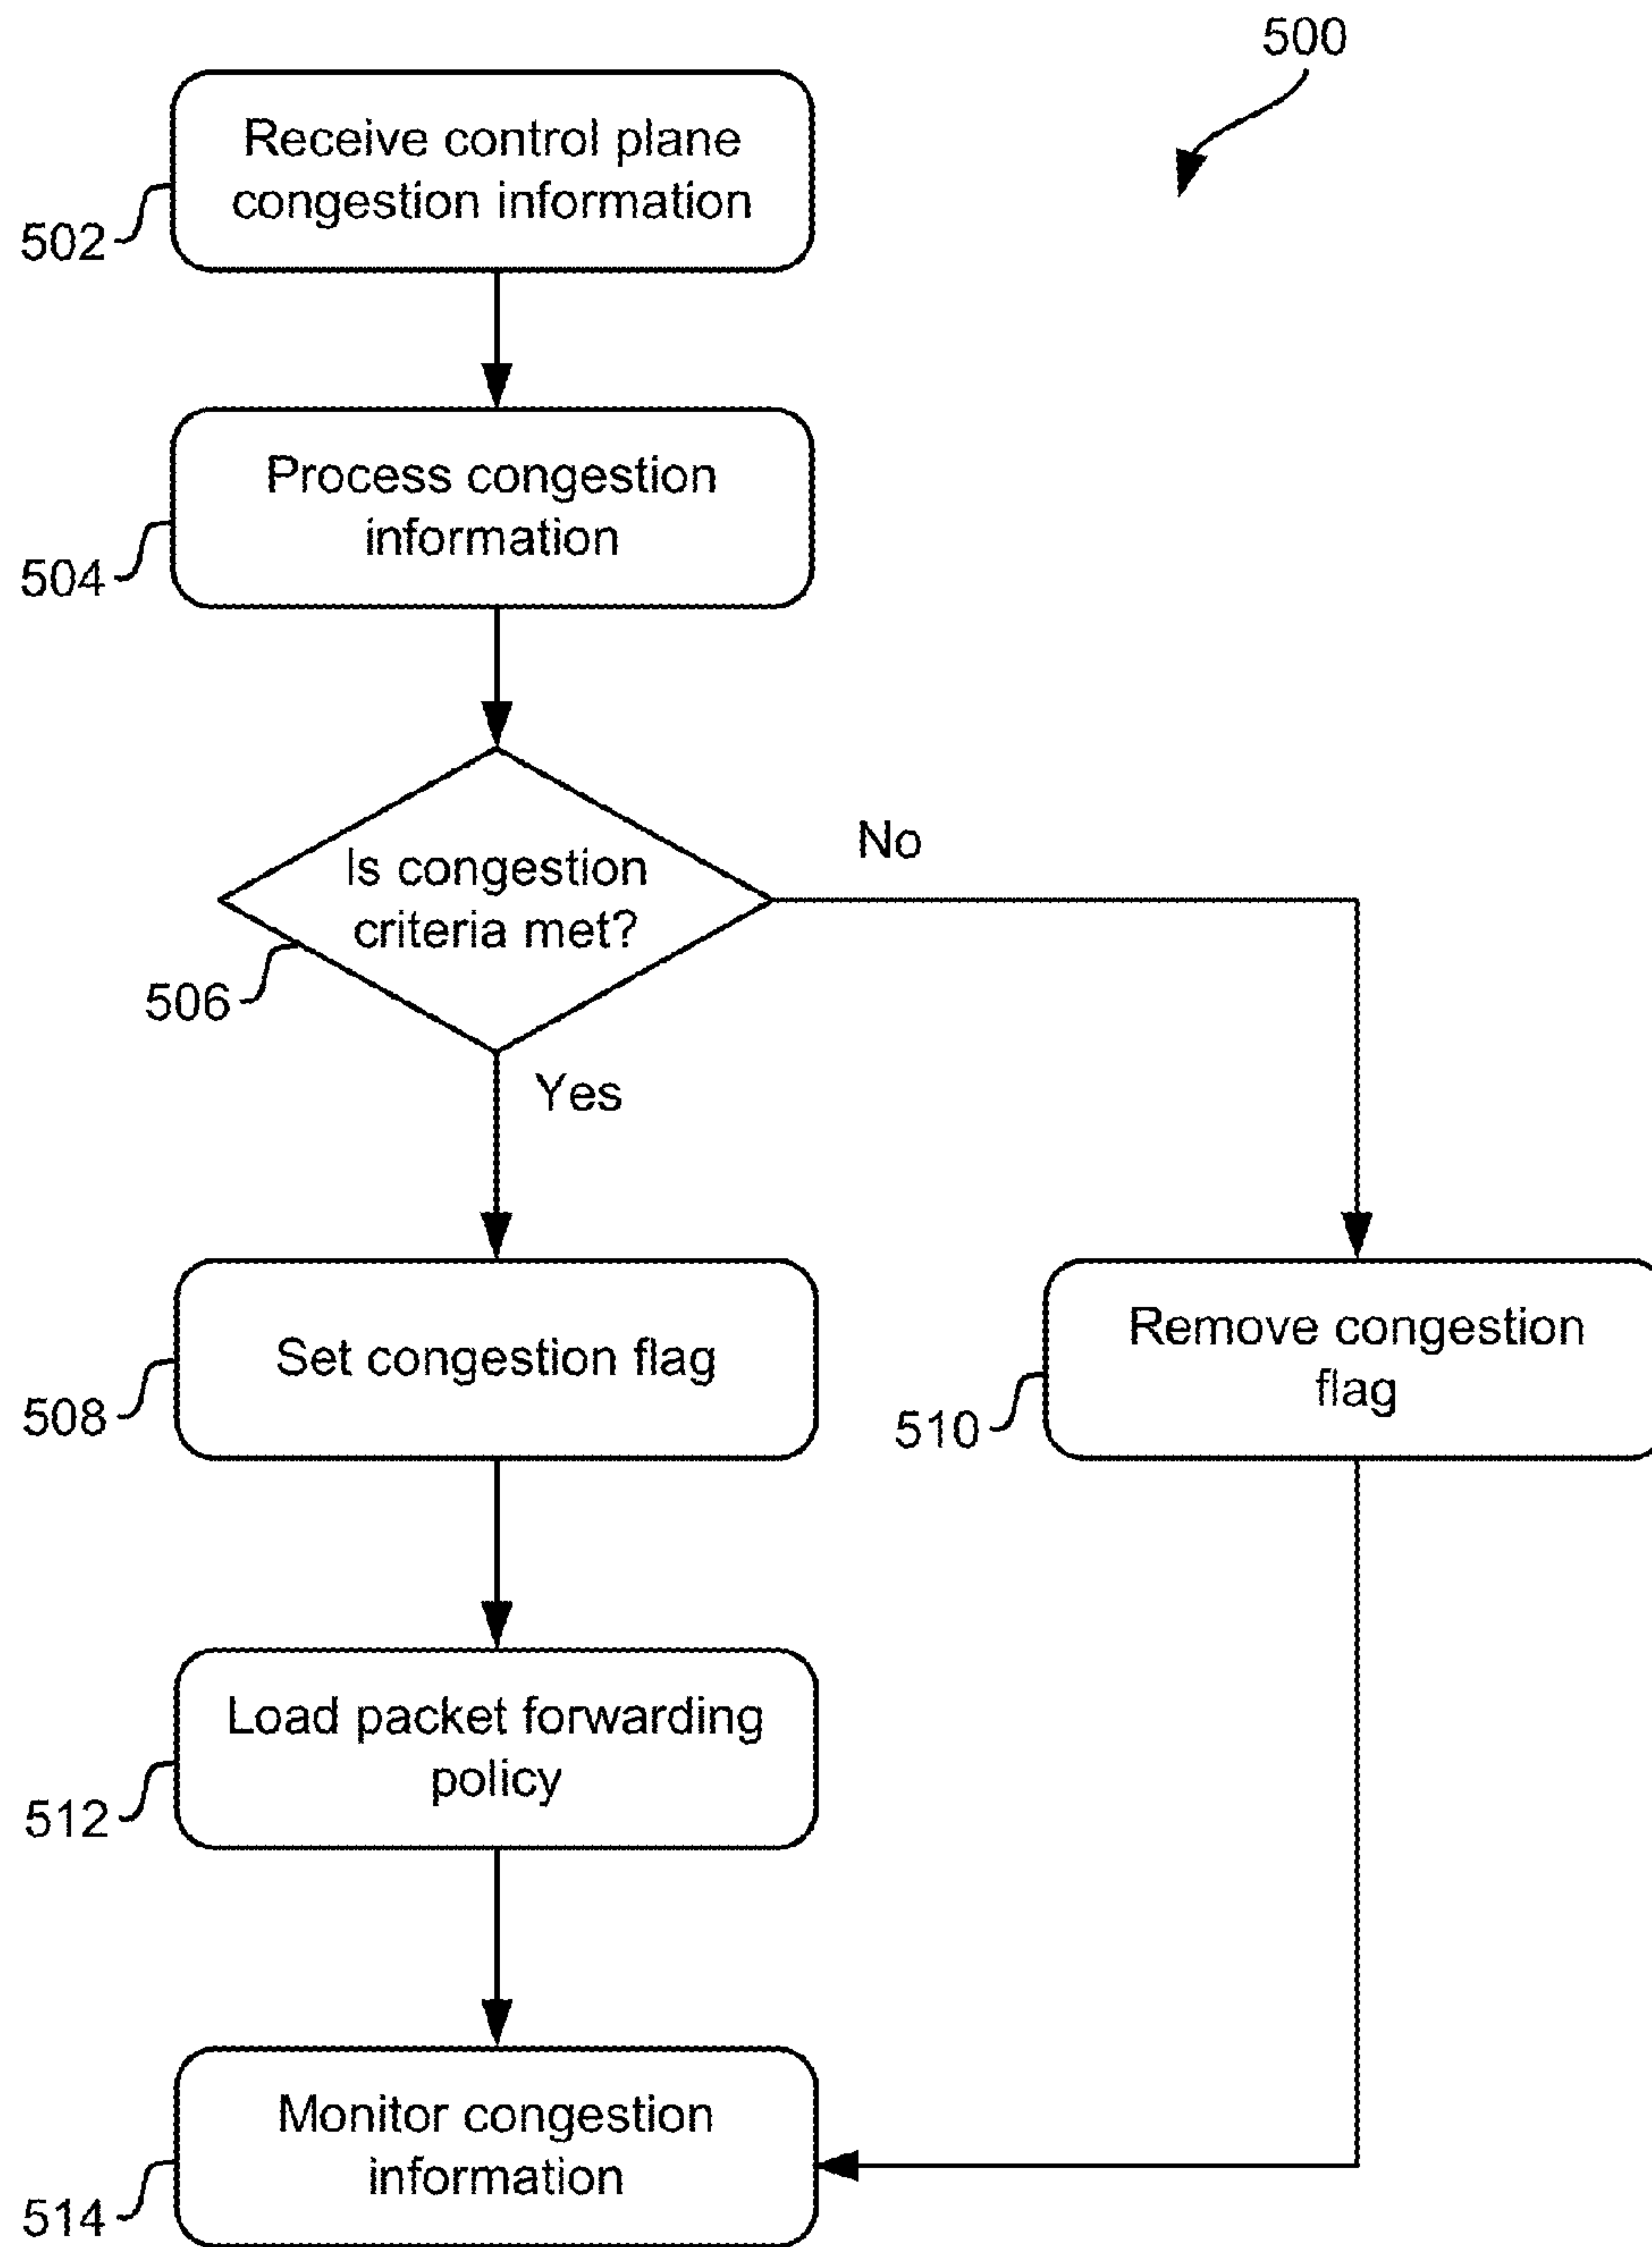 500
Receive control plane
congestion information
502
Process congestion
information
504
Is congestion
criteria met?
506
No
Yes
Set congestion flag
508
Remove congestion
flag
510
Load packet forwarding
policy
512
Monitor congestion
information
514